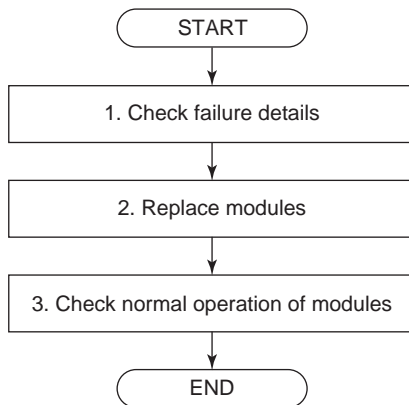 START
1. Check failure details
2. Replace modules
3. Check normal operation of modules
END